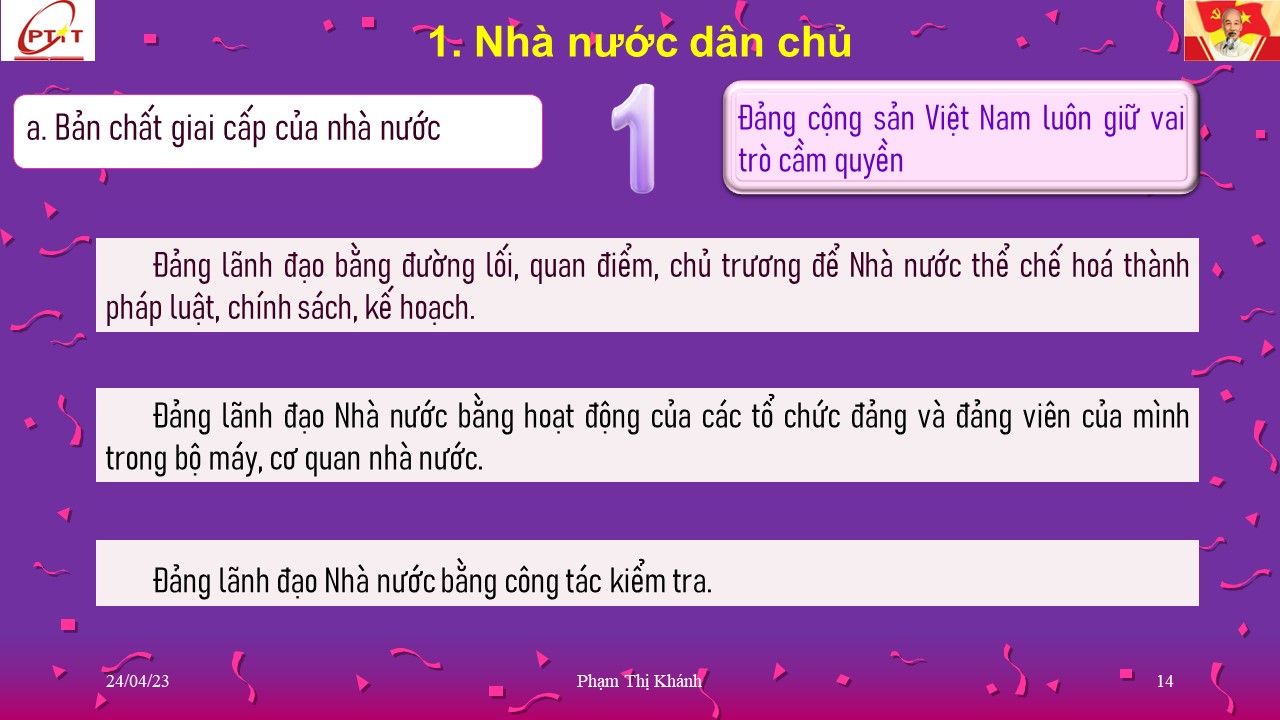 PTiT
1. Nhà nước dân chủ
a. Bản chất giai cấp của nhà nước
1
Đảng cộng sản Việt Nam luôn giữ vai
trò cầm quyền
Đảng lãnh đạo bằng đường lối, quan điểm, chủ trương để Nhà nước thể chế hoá thành
pháp luật, chính sách, kế hoạch.
Đảng lãnh đạo Nhà nước bằng hoạt động của các tổ chức đảng và đảng viên của mình
trong bộ máy, cơ quan nhà nước.
Đảng lãnh đạo Nhà nước bằng công tác kiểm tra.
24/04/23
Phạm Thị Khánh
14